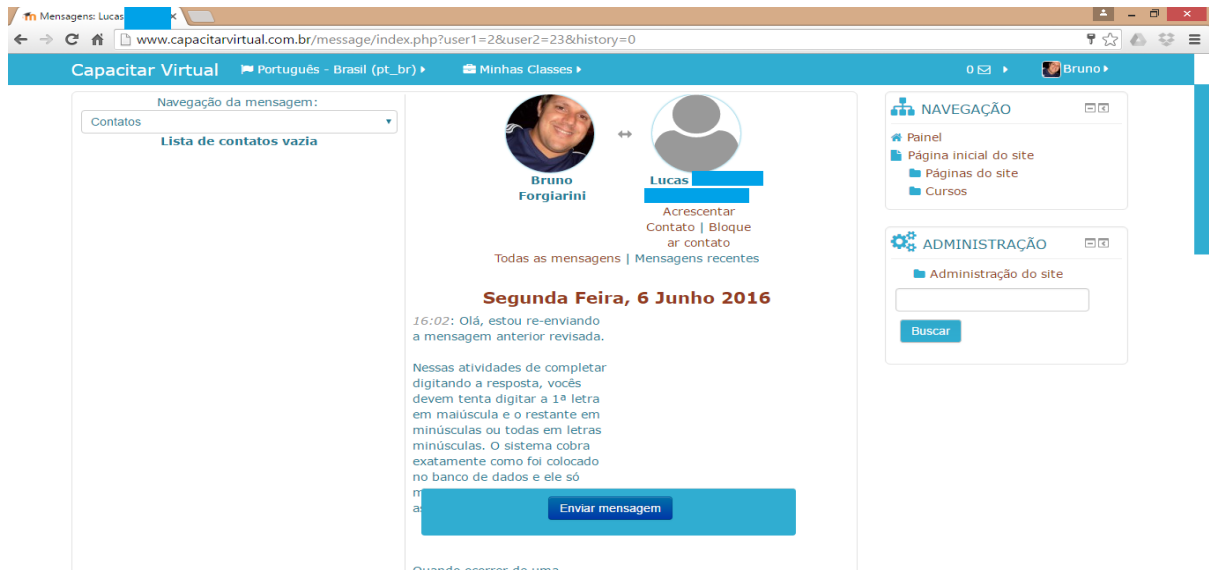 Mensagens: Lucas
www.capacitarvirtual.com.br/message/index.php?user1=2&user2=23&history=0
Capacitar Virtual Português - Brasil (pt_br) Minhas Classes 0 Bruno
Navegação da mensagem:
Contatos
Lista de contatos vazia
Bruno
Forgiarini
Lucas
Acrescentar
Contato | Bloque
ar contato
Todas as mensagens | Mensagens recentes
Segunda Feira, 6 Junho 2016
16:02: Olá, estou re-enviando
a mensagem anterior revisada.
Nessas atividades de completar
digitando a resposta, vocês
devem tenta digitar a 1ª letra
em maiúscula e o restante em
minúsculas ou todas em letras
minúsculas. O sistema cobra
exatamente como foi colocado
no banco de dados e ele só
Enviar mensagem
NAVEGAÇÃO
Painel
Página inicial do site
Páginas do site
Cursos
ADMINISTRAÇÃO
Administração do site
Buscar